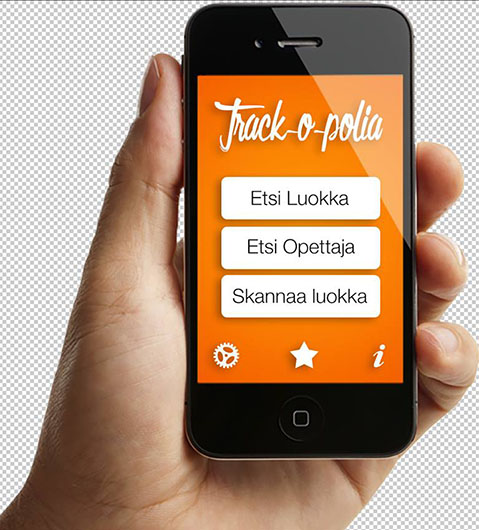 Track-o-polia
Etsi Luokka
Etsi Opettaja
Skannaa luokka
i